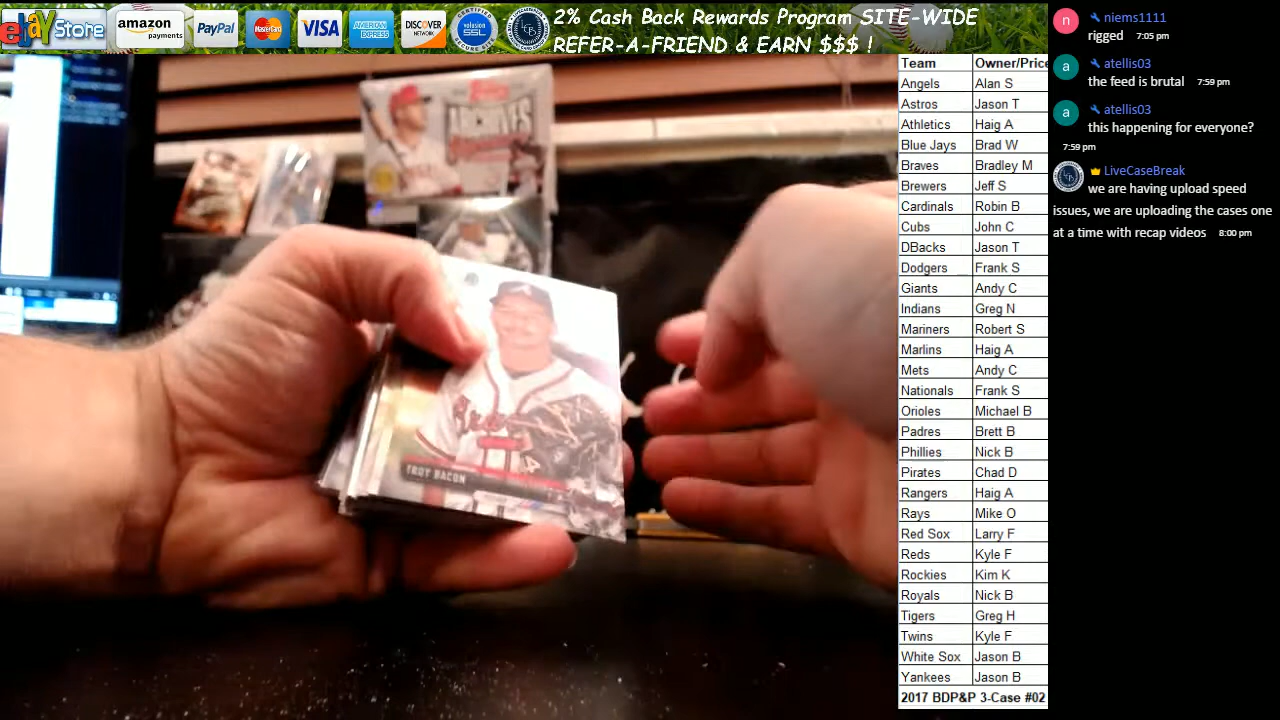 ebay Store
amazon payments
PayPal
MasterCard
VISA
AMERICAN EXPRESS
DISCOVER NETWORK
CERTIFIED
volusion
SSL
SECURE SITE
LCB
2% Cash Back Rewards Program SITE-WIDE
REFER-A-FRIEND & EARN $$$ !
ARCHIVES
TROY BACON
Team Owner/Price
Angels Alan S
Astros Jason T
Athletics Haig A
Blue Jays Brad W
Braves Bradley M
Brewers Jeff S
Cardinals Robin B
Cubs John C
DBacks Jason T
Dodgers Frank S
Giants Andy C
Indians Greg N
Mariners Robert S
Marlins Haig A
Mets Andy C
Nationals Frank S
Orioles Michael B
Padres Brett B
Phillies Nick B
Pirates Chad D
Rangers Haig A
Rays Mike O
Red Sox Larry F
Reds Kyle F
Rockies Kim K
Royals Nick B
Tigers Greg H
Twins Kyle F
White Sox Jason B
Yankees Jason B
2017 BDP&P 3-Case #02
n niems1111
rigged 7:05 pm
a atellis03
the feed is brutal 7:59 pm
a atellis03
this happening for everyone?
7:59 pm
LiveCaseBreak
we are having upload speed
issues, we are uploading the cases one
at a time with recap videos 8:00 pm